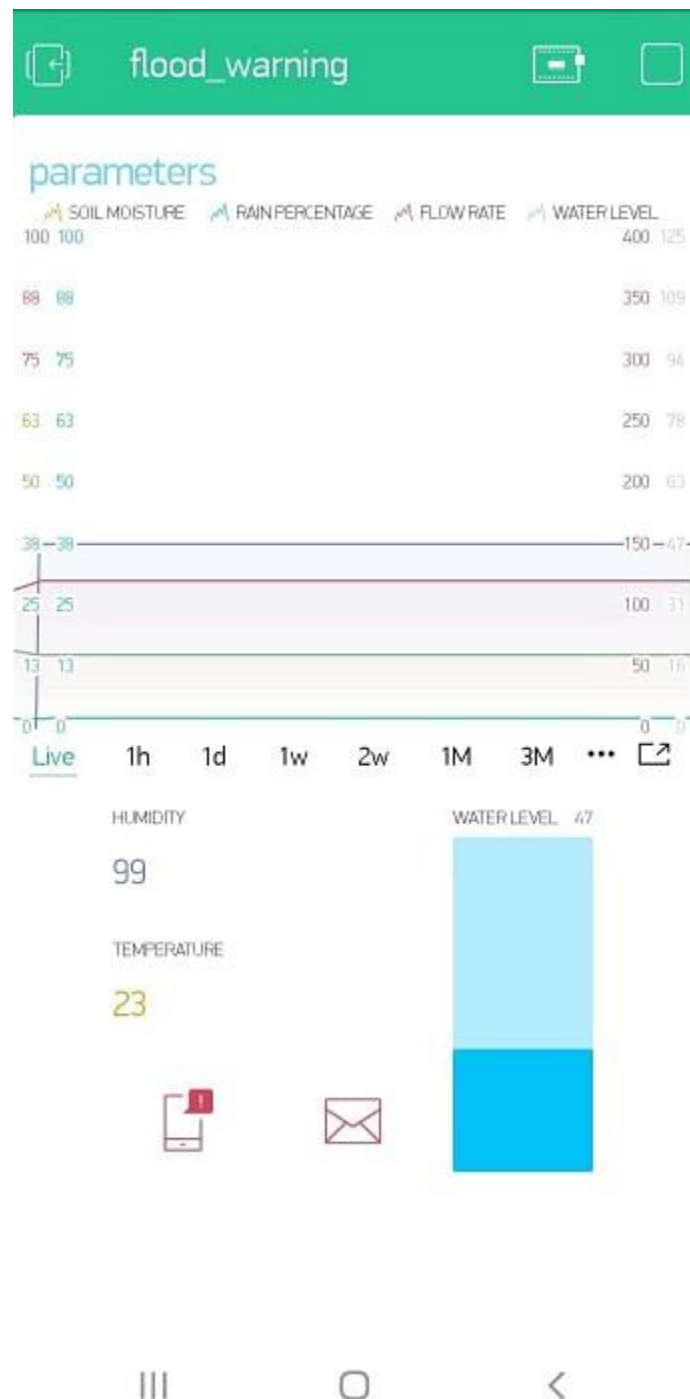 flood_warning
parameters
SOIL MOISTURE RAIN PERCENTAGE FLOW RATE WATER LEVEL
100 100 400 125
88 88 350 109
75 75 300 94
63 63 250 78
50 50 200 63
38 38 150 47
25 25 100 31
13 13 50 16
0 0 0 0
Live 1h 1d 1w 2w 1M 3M ...
HUMIDITY WATER LEVEL 47
99
TEMPERATURE
23